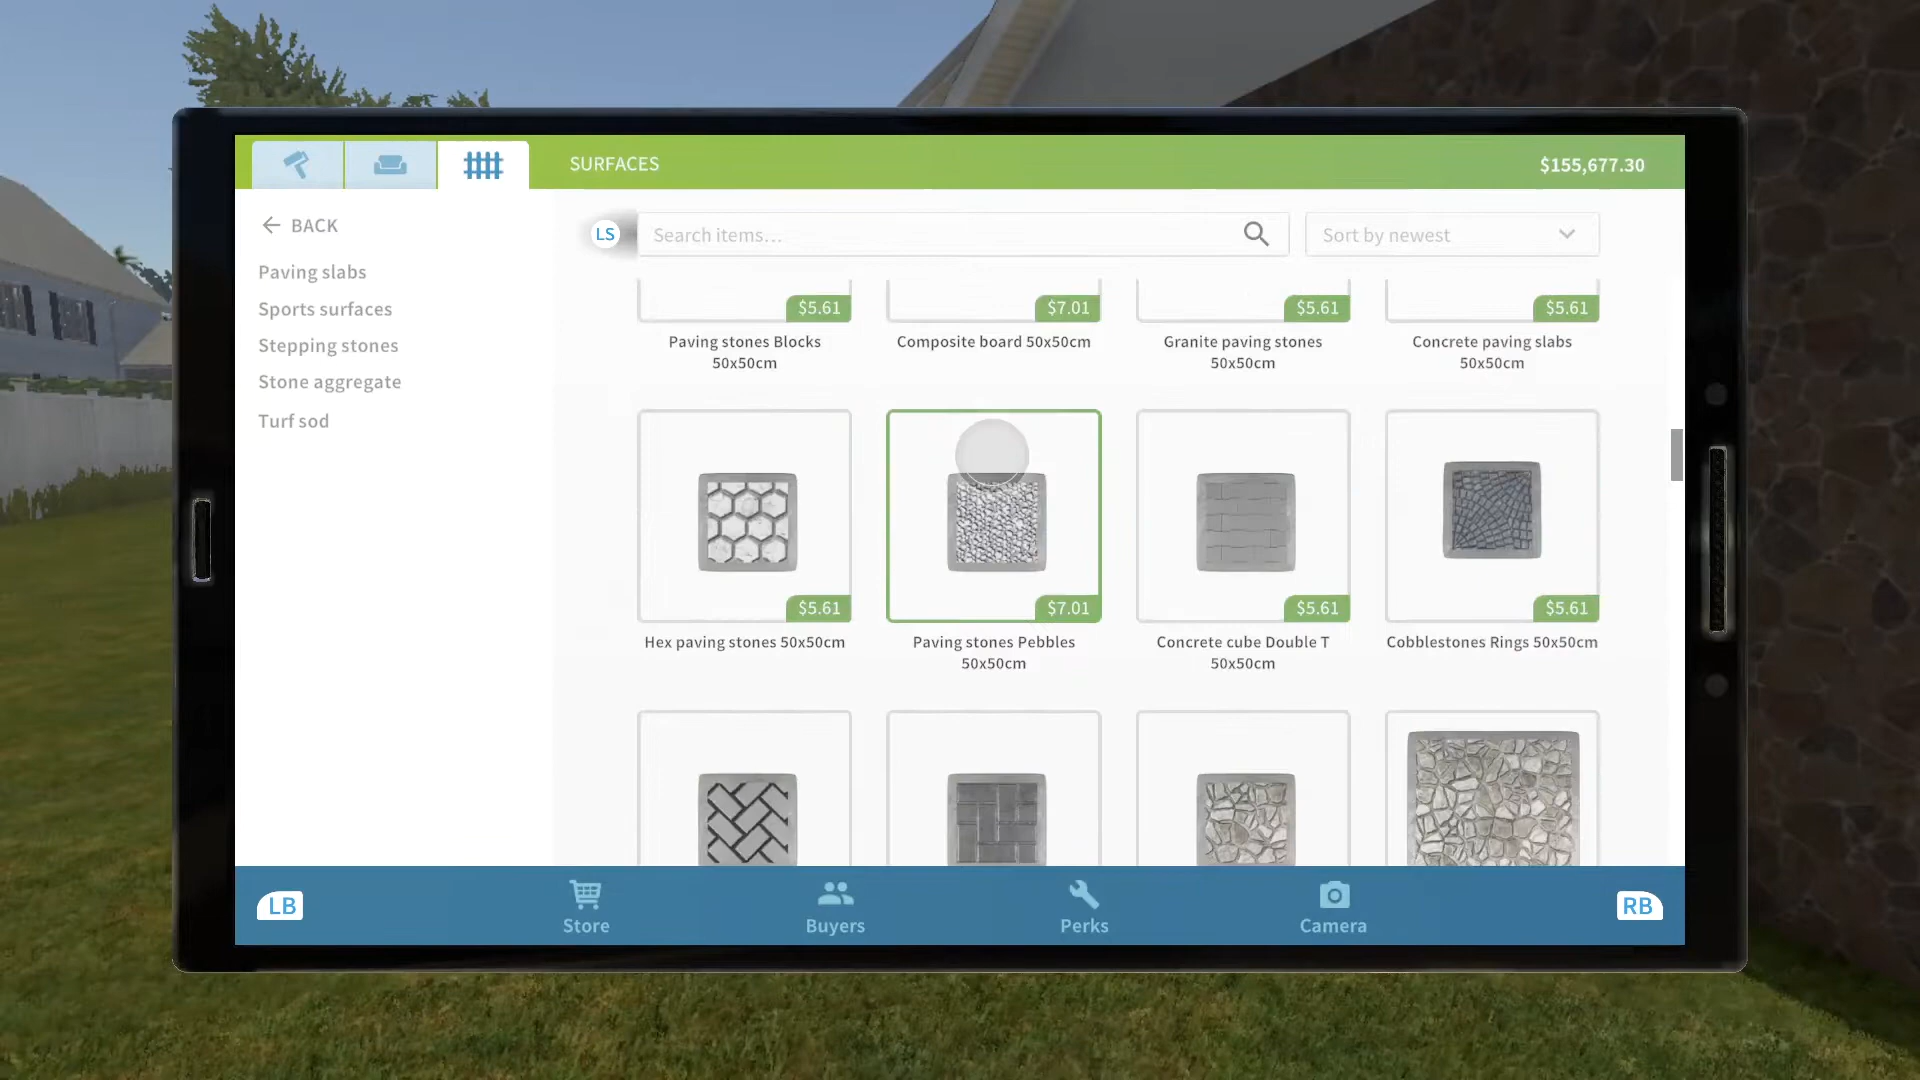 SURFACES
$155,677.30
BACK
LS
Search items...
Sort by newest
Paving slabs
Sports surfaces
Stepping stones
Stone aggregate
Turf sod
$5.61
$7.01
$5.61
$5.61
Paving stones Blocks
50x50cm
Composite board 50x50cm
Granite paving stones
50x50cm
Concrete paving slabs
50x50cm
$5.61
$7.01
$5.61
$5.61
Hex paving stones 50x50cm
Paving stones Pebbles
50x50cm
Concrete cube Double T
50x50cm
Cobblestones Rings 50x50cm
LB
Store
Buyers
Perks
Camera
RB